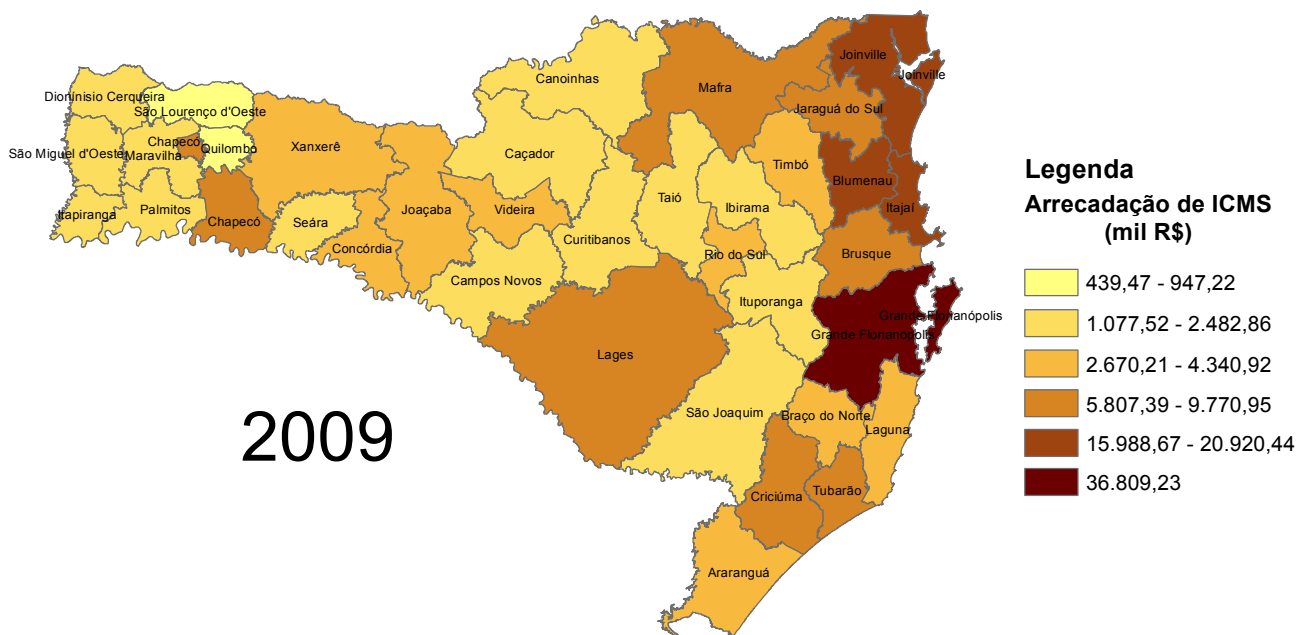 Canoinhas
Mafra
Joinville
Joinville
Dionínisio Cerqueira
São Lourenço d'Oeste
Jaraguá do Sul
Chapecó
São Miguel d'Oeste
Maravilha
Quilombo
Xanxerê
Caçador
Timbó
Blumenau
Itapiranga
Palmitos
Chapecó
Seára
Joaçaba
Videira
Taió
Ibirama
Itajaí
Concórdia
Curitibanos
Rio do Sul
Brusque
Campos Novos
Ituporanga
Grande Florianópolis
Grande Florianópolis
Lages
São Joaquim
Braço do Norte
Laguna
Criciúma
Tubarão
Araranguá
2009
Legenda
Arrecadação de ICMS
(mil R$)
439,47 - 947,22
1.077,52 - 2.482,86
2.670,21 - 4.340,92
5.807,39 - 9.770,95
15.988,67 - 20.920,44
36.809,23